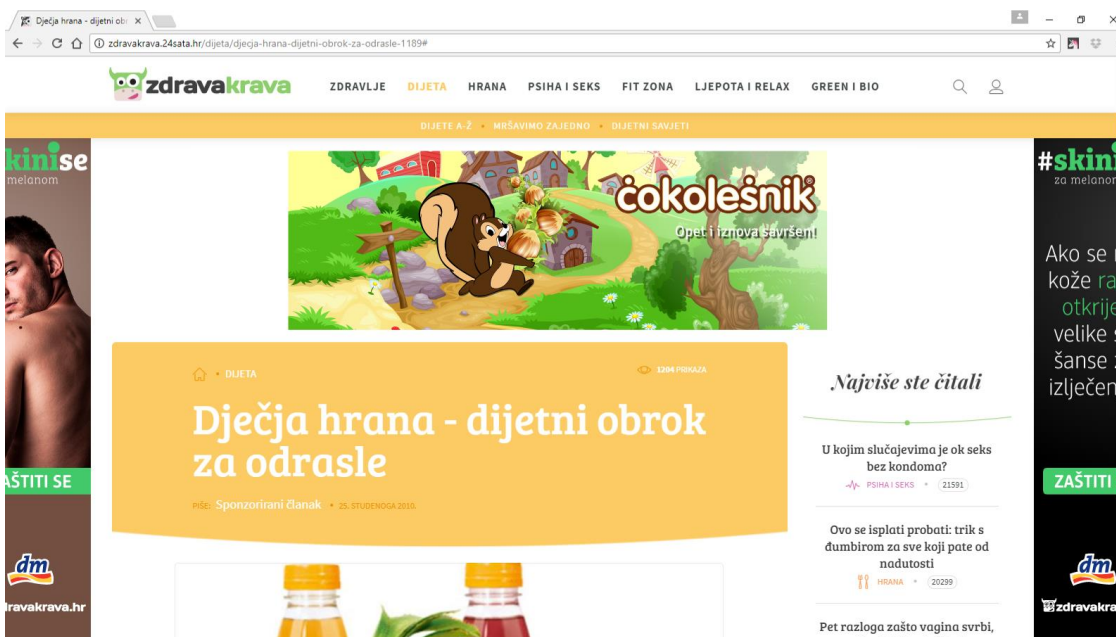 Dječja hrana - dijetni obr
zdravakrava.24sata.hr/dijeta/djecja-hrana-dijetni-obrok-za-odrasle-1189#
zdravakrava
ZDRAVLJE DIJETA HRANA PSIHA I SEKS FIT ZONA LJEPOTA I RELAX GREEN I BIO
DIJETE A-Ž • MRŠAVIMO ZAJEDNO • DIJETNI SAVJETI
kinise
melanom
AŠTITI SE
dm
dravakrava.hr
čokolešnik®
Opet i iznova savršen!
• DIJETA
1204 PRIKAZA
Dječja hrana - dijetni obrok
za odrasle
PIŠE: Sponzorirani članak • 25. STUDENOGA 2010.
Najviše ste čitali
U kojim slučajevima je ok seks
bez kondoma?
PSIHA I SEKS • 21591
Ovo se isplati probati: trik s
đumbirom za sve koji pate od
nadutosti
HRANA • 20299
Pet razloga zašto vagina svrbi,
#skini
za melanom
Ako se
kože ra
otkrije
velike
šanse
izlječen
ZAŠTITI
dm
zdravakra